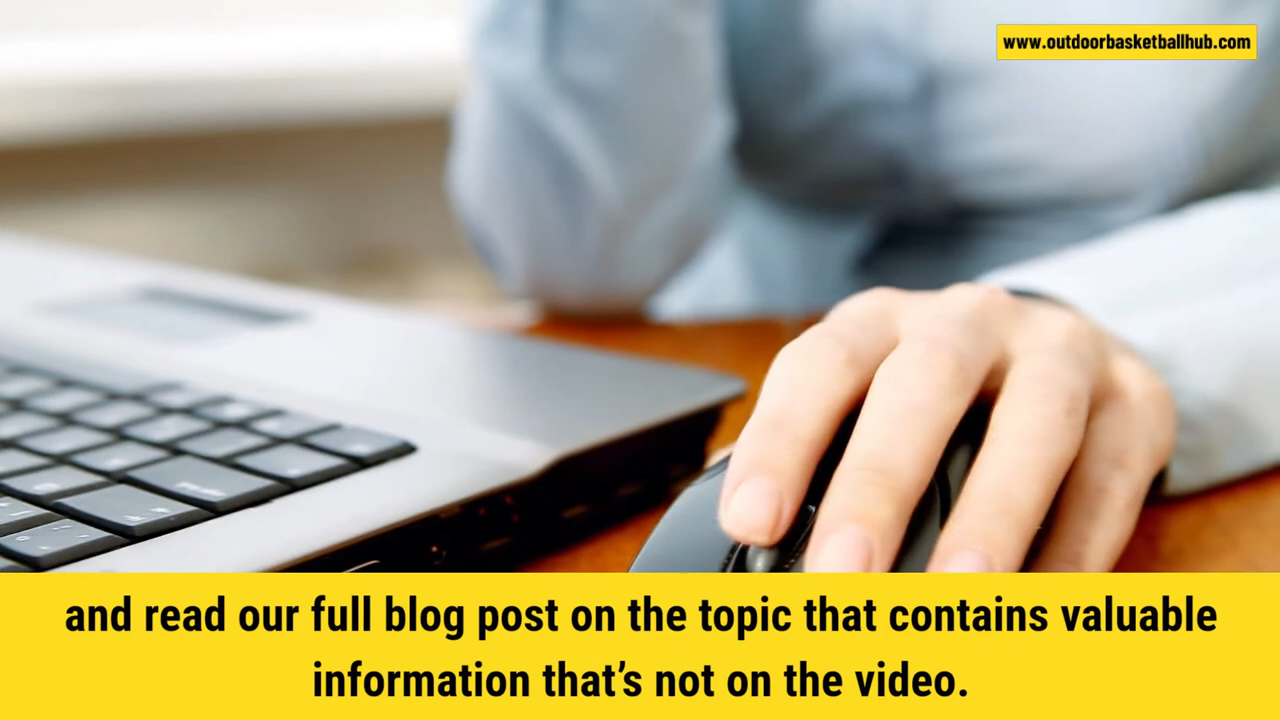 www.outdoorbasketballhub.com
and read our full blog post on the topic that contains valuable
information that’s not on the video.